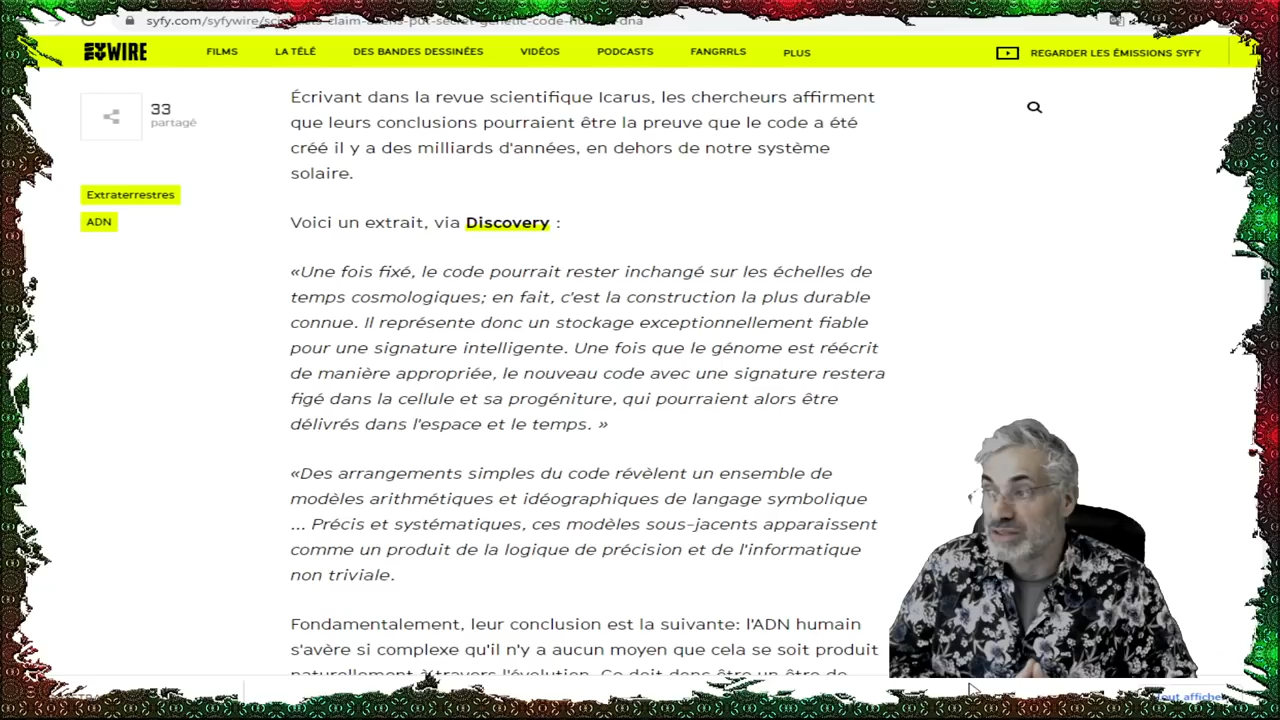 syfy.com/syfywire/scientists-claim-aliens-put-secret-genetic-code-human-dna
SYFY WIRE
FILMS
LA TÉLÉ
DES BANDES DESSINÉES
VIDÉOS
PODCASTS
FANGRRLS
PLUS
REGARDER LES ÉMISSIONS SYFY
33
partagé
Extraterrestres
ADN
Écrivant dans la revue scientifique Icarus, les chercheurs affirment
que leurs conclusions pourraient être la preuve que le code a été
créé il y a des milliards d'années, en dehors de notre système
solaire.
Voici un extrait, via Discovery :
«Une fois fixé, le code pourrait rester inchangé sur les échelles de
temps cosmologiques; en fait, c'est la construction la plus durable
connue. Il représente donc un stockage exceptionnellement fiable
pour une signature intelligente. Une fois que le génome est réécrit
de manière appropriée, le nouveau code avec une signature restera
figé dans la cellule et sa progéniture, qui pourraient alors être
délivrés dans l'espace et le temps. »
«Des arrangements simples du code révèlent un ensemble de
modèles arithmétiques et idéographiques de langage symbolique
... Précis et systématiques, ces modèles sous-jacents apparaissent
comme un produit de la logique de précision et de l'informatique
non triviale.
Fondamentalement, leur conclusion est la suivante: l'ADN humain
s'avère si complexe qu'il n'y a aucun moyen que cela se soit produit
naturellement à travers l'évolution. Ce doit donc être un être de
tout affiche